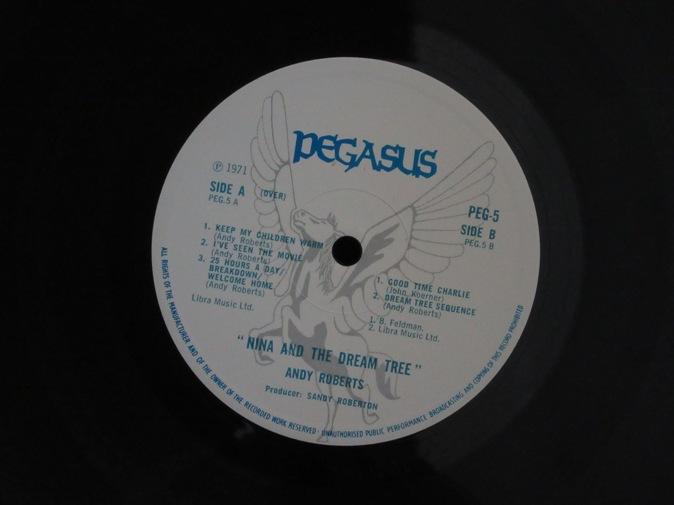 PEGASUS
℗ 1971
SIDE A (OVER)
PEG.5 A
1. KEEP MY CHILDREN WARM
(Andy Roberts)
2. I'VE SEEN THE MOVIE
(Andy Roberts)
3. 25 HOURS A DAY/
BREAKDOWN/
WELCOME HOME
(Andy Roberts)
Libra Music Ltd.
PEG-5
SIDE B
PEG.5 B
1. GOOD TIME CHARLIE
(John Koerner)
2. DREAM TREE SEQUENCE
(Andy Roberts)
1. B. Feldman,
2. Libra Music Ltd.
"NINA AND THE DREAM TREE"
ANDY ROBERTS
Producer: SANDY ROBERTON
ALL RIGHTS OF THE MANUFACTURER AND OF THE OWNER OF THE RECORDED WORK RESERVED · UNAUTHORISED PUBLIC PERFORMANCE BROADCASTING AND COPYING OF THIS RECORD PROHIBITED